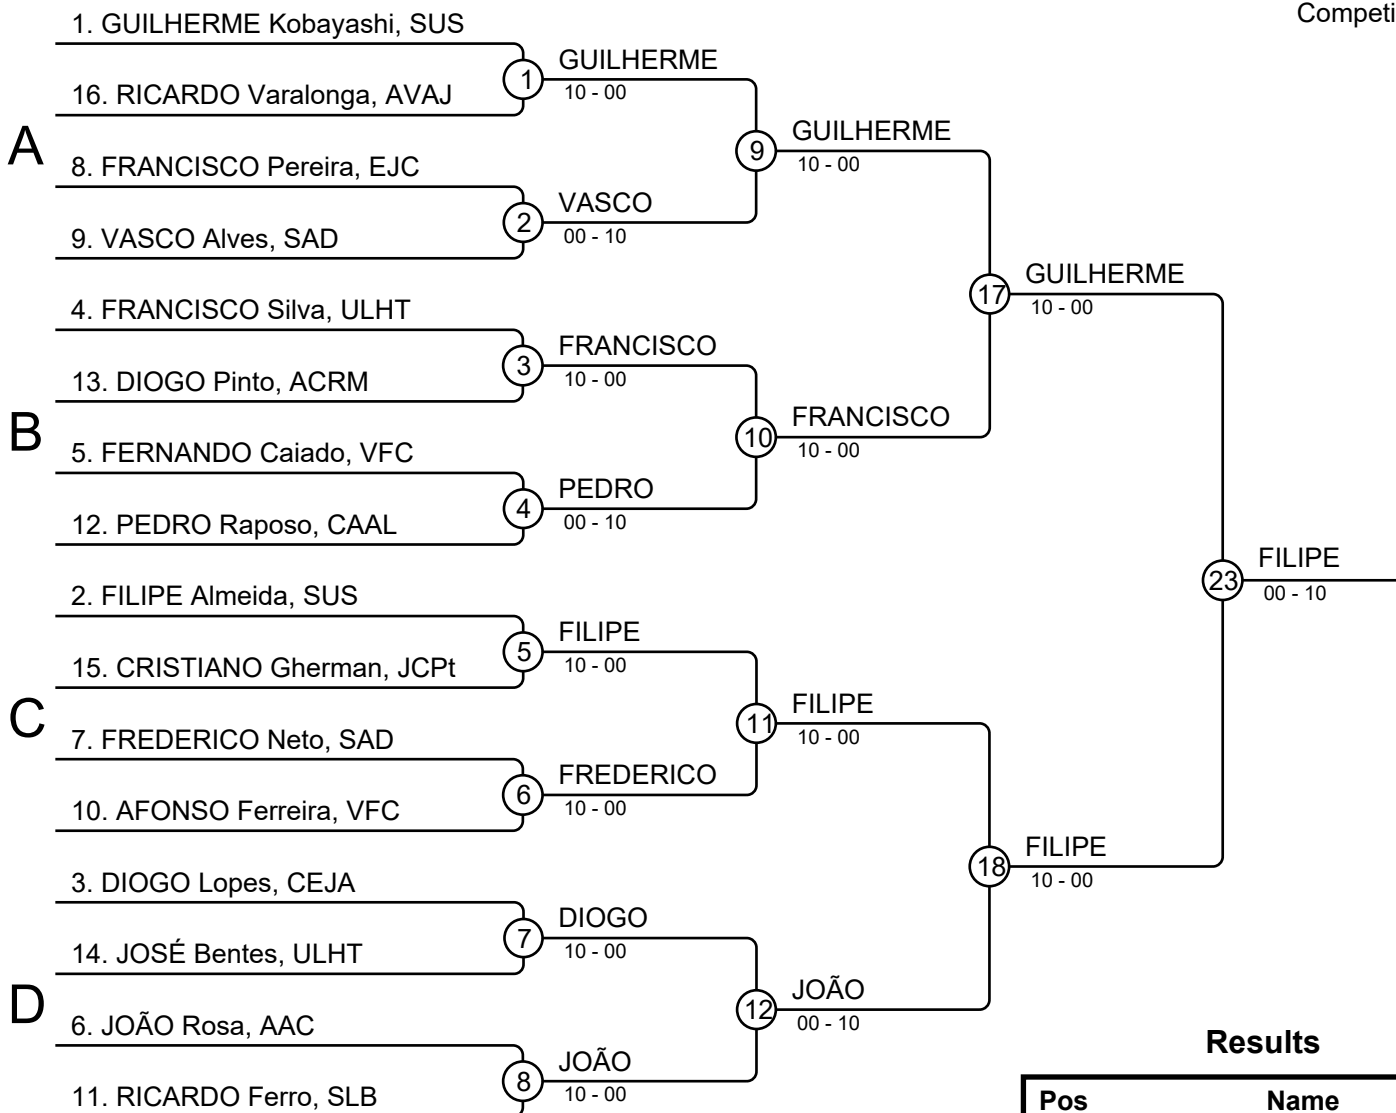 Competi
1. GUILHERME Kobayashi, SUS
1
GUILHERME
10 - 00
16. RICARDO Varalonga, AVAJ
A
9
GUILHERME
10 - 00
8. FRANCISCO Pereira, EJC
2
VASCO
00 - 10
9. VASCO Alves, SAD
17
GUILHERME
10 - 00
4. FRANCISCO Silva, ULHT
3
FRANCISCO
10 - 00
13. DIOGO Pinto, ACRM
B
10
FRANCISCO
10 - 00
5. FERNANDO Caiado, VFC
4
PEDRO
00 - 10
12. PEDRO Raposo, CAAL
23
FILIPE
00 - 10
2. FILIPE Almeida, SUS
5
FILIPE
10 - 00
15. CRISTIANO Gherman, JCPt
C
11
FILIPE
10 - 00
7. FREDERICO Neto, SAD
6
FREDERICO
10 - 00
10. AFONSO Ferreira, VFC
18
FILIPE
10 - 00
3. DIOGO Lopes, CEJA
7
DIOGO
10 - 00
14. JOSÉ Bentes, ULHT
D
12
JOÃO
00 - 10
6. JOÃO Rosa, AAC
8
JOÃO
10 - 00
11. RICARDO Ferro, SLB
Results
Pos Name